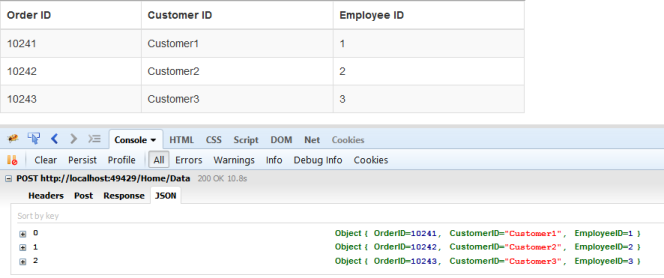 Order ID Customer ID Employee ID
10241 Customer1 1
10242 Customer2 2
10243 Customer3 3
Console HTML CSS Script DOM Net Cookies
Clear Persist Profile All Errors Warnings Info Debug Info Cookies
POST http://localhost:49429/Home/Data 200 OK 10.8s
Headers Post Response JSON
Sort by key
0 Object { OrderID=10241, CustomerID="Customer1", EmployeeID=1 }
1 Object { OrderID=10242, CustomerID="Customer2", EmployeeID=2 }
2 Object { OrderID=10243, CustomerID="Customer3", EmployeeID=3 }